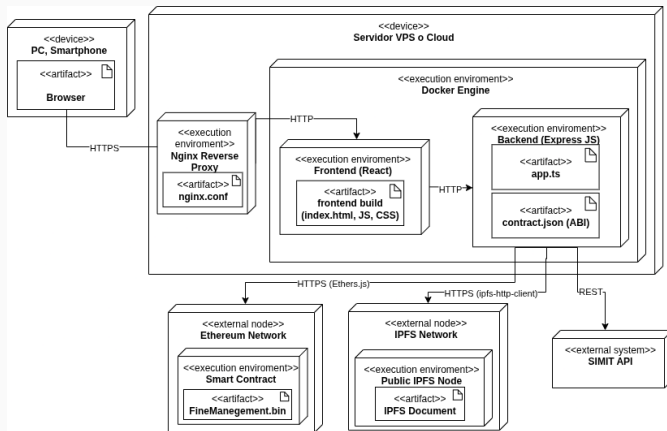 <<device>>
PC, Smartphone
<<artifact>>
Browser
HTTPS
<<device>>
Servidor VPS o Cloud
<<execution
enviroment>>
Nginx Reverse
Proxy
<<artifact>>
nginx.conf
HTTP
<<execution enviroment>>
Docker Engine
<<execution enviroment>>
Frontend (React)
<<artifact>>
frontend build
(index.html, JS, CSS)
HTTP
<<execution enviroment>>
Backend (Express JS)
<<artifact>>
app.ts
<<artifact>>
contract.json (ABI)
HTTPS (Ethers.js)
HTTPS (ipfs-http-client)
REST
<<external node>>
Ethereum Network
<<execution enviroment>>
Smart Contract
<<artifact>>
FineManegement.bin
<<external node>>
IPFS Network
<<execution enviroment>>
Public IPFS Node
<<artifact>>
IPFS Document
<<external system>>
SIMIT API